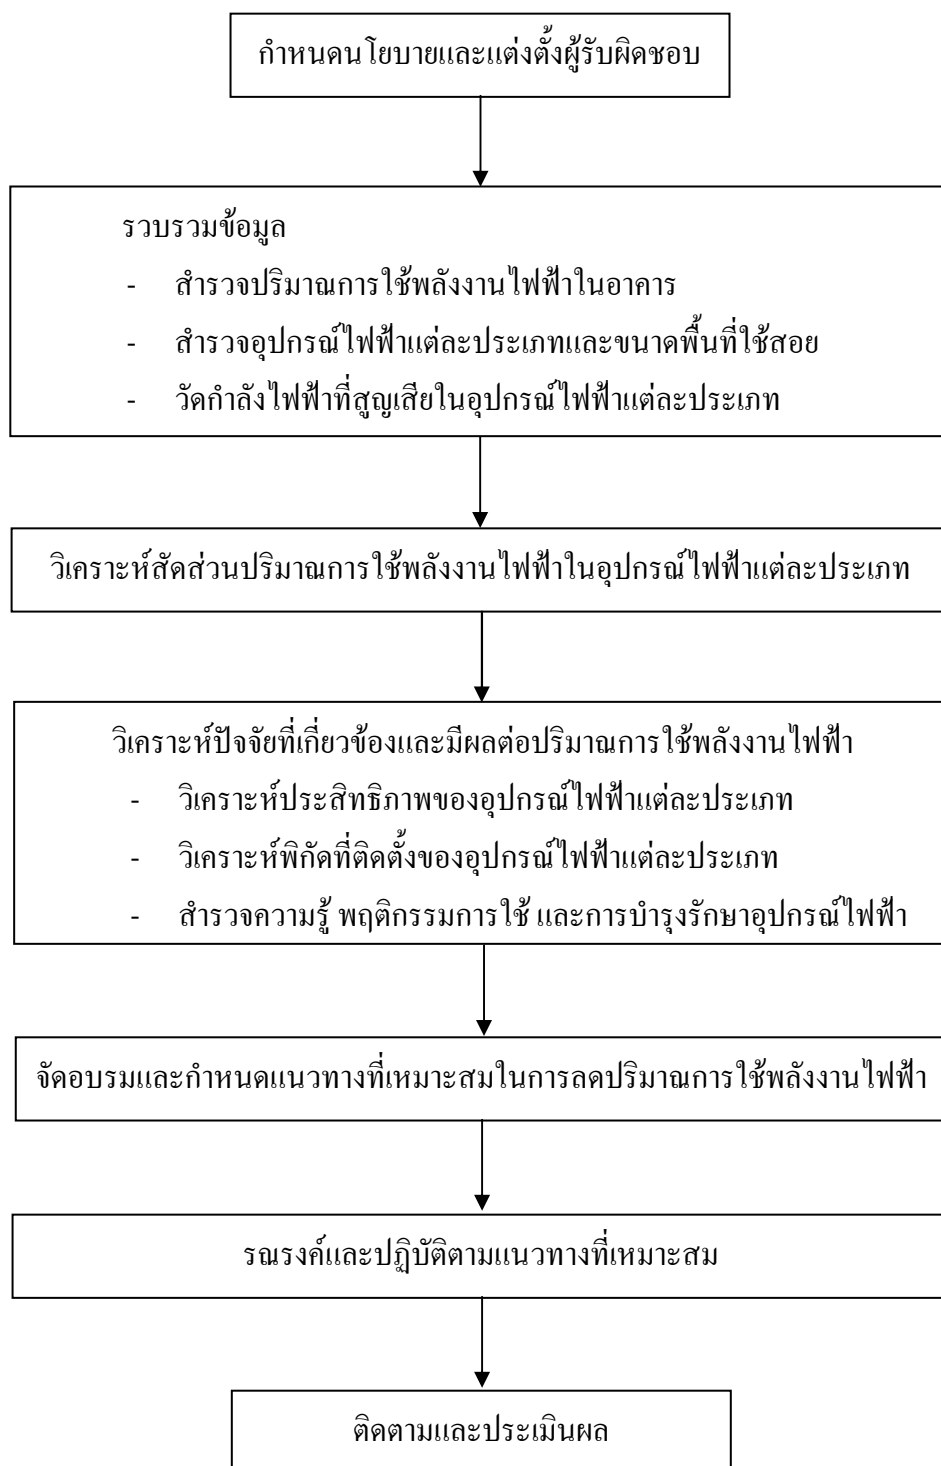 กำหนดนโยบายและแต่งตั้งผู้รับผิดชอบ
รวบรวมข้อมูล
- สำรวจปริมาณการใช้พลังงานไฟฟ้าในอาคาร
- สำรวจอุปกรณ์ไฟฟ้าแต่ละประเภทและขนาดพื้นที่ใช้สอย
- วัดกำลังไฟฟ้าที่สูญเสียในอุปกรณ์ไฟฟ้าแต่ละประเภท
วิเคราะห์สัดส่วนปริมาณการใช้พลังงานไฟฟ้าในอุปกรณ์ไฟฟ้าแต่ละประเภท
วิเคราะห์ปัจจัยที่เกี่ยวข้องและมีผลต่อปริมาณการใช้พลังงานไฟฟ้า
- วิเคราะห์ประสิทธิภาพของอุปกรณ์ไฟฟ้าแต่ละประเภท
- วิเคราะห์พิกัดที่ติดตั้งของอุปกรณ์ไฟฟ้าแต่ละประเภท
- สำรวจความรู้ พฤติกรรมการใช้ และการบำรุงรักษาอุปกรณ์ไฟฟ้า
จัดอบรมและกำหนดแนวทางที่เหมาะสมในการลดปริมาณการใช้พลังงานไฟฟ้า
รณรงค์และปฏิบัติตามแนวทางที่เหมาะสม
ติดตามและประเมินผล